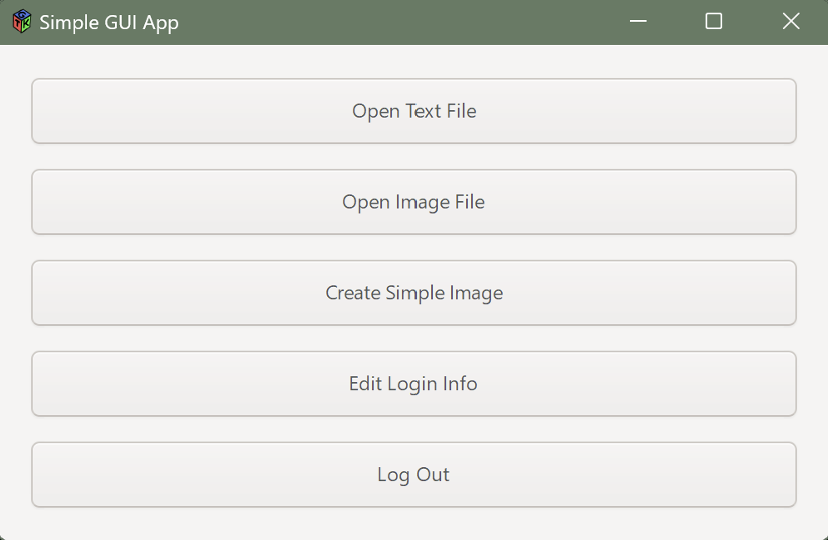 Simple GUI App
Open Text File
Open Image File
Create Simple Image
Edit Login Info
Log Out